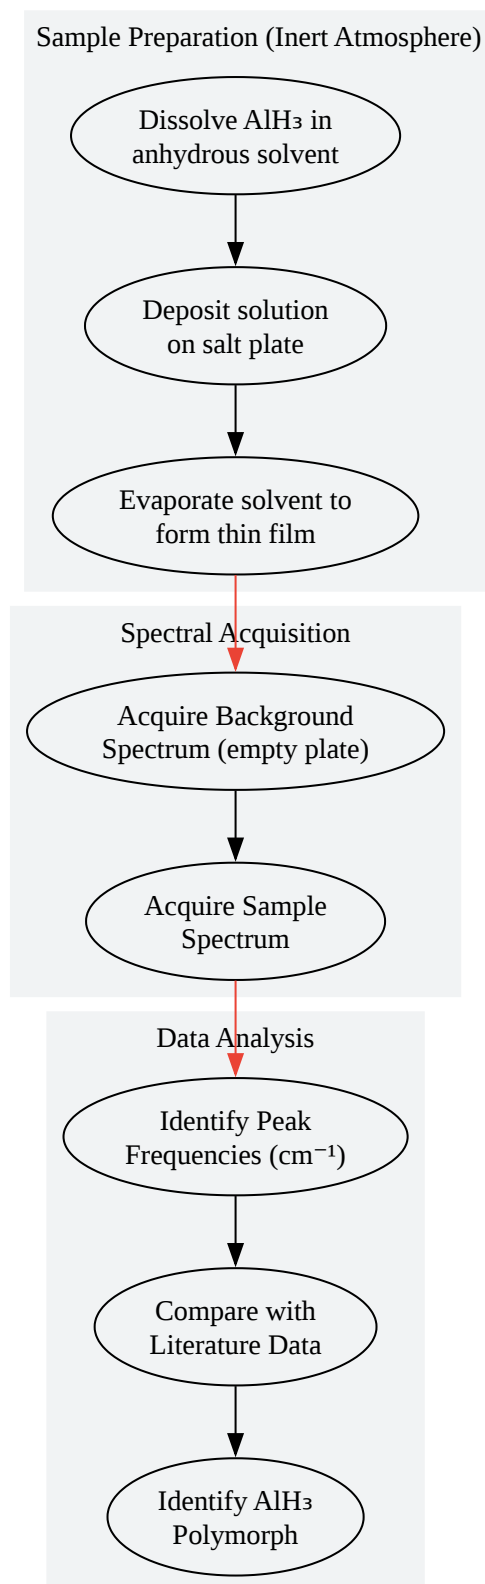 Sample Preparation (Inert Atmosphere)
Dissolve AlH₃ in
anhydrous solvent
Deposit solution
on salt plate
Evaporate solvent to
form thin film
Spectral Acquisition
Acquire Background
Spectrum (empty plate)
Acquire Sample
Spectrum
Data Analysis
Identify Peak
Frequencies (cm⁻¹)
Compare with
Literature Data
Identify AlH₃
Polymorph